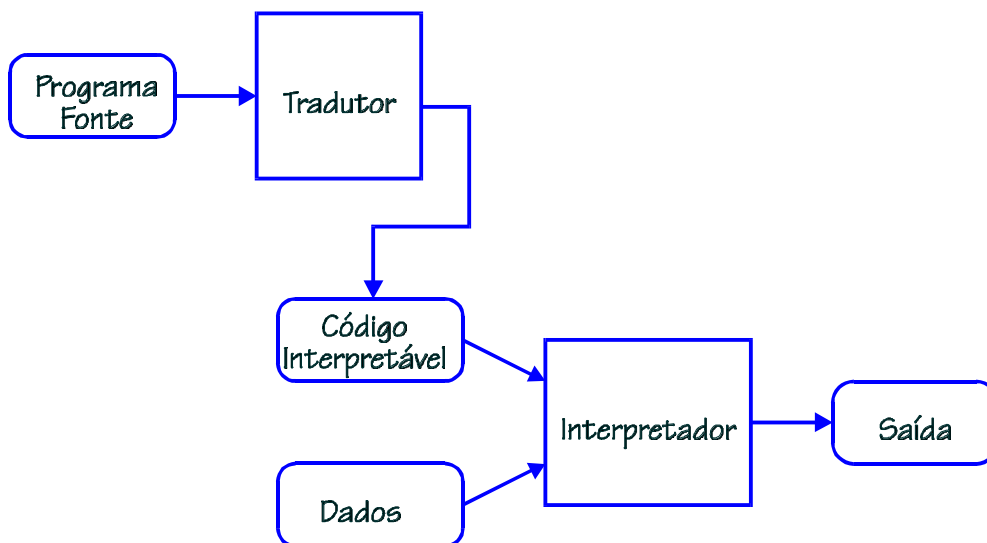 Programa
Fonte
Tradutor
Código
Interpretável
Interpretador
Saída
Dados